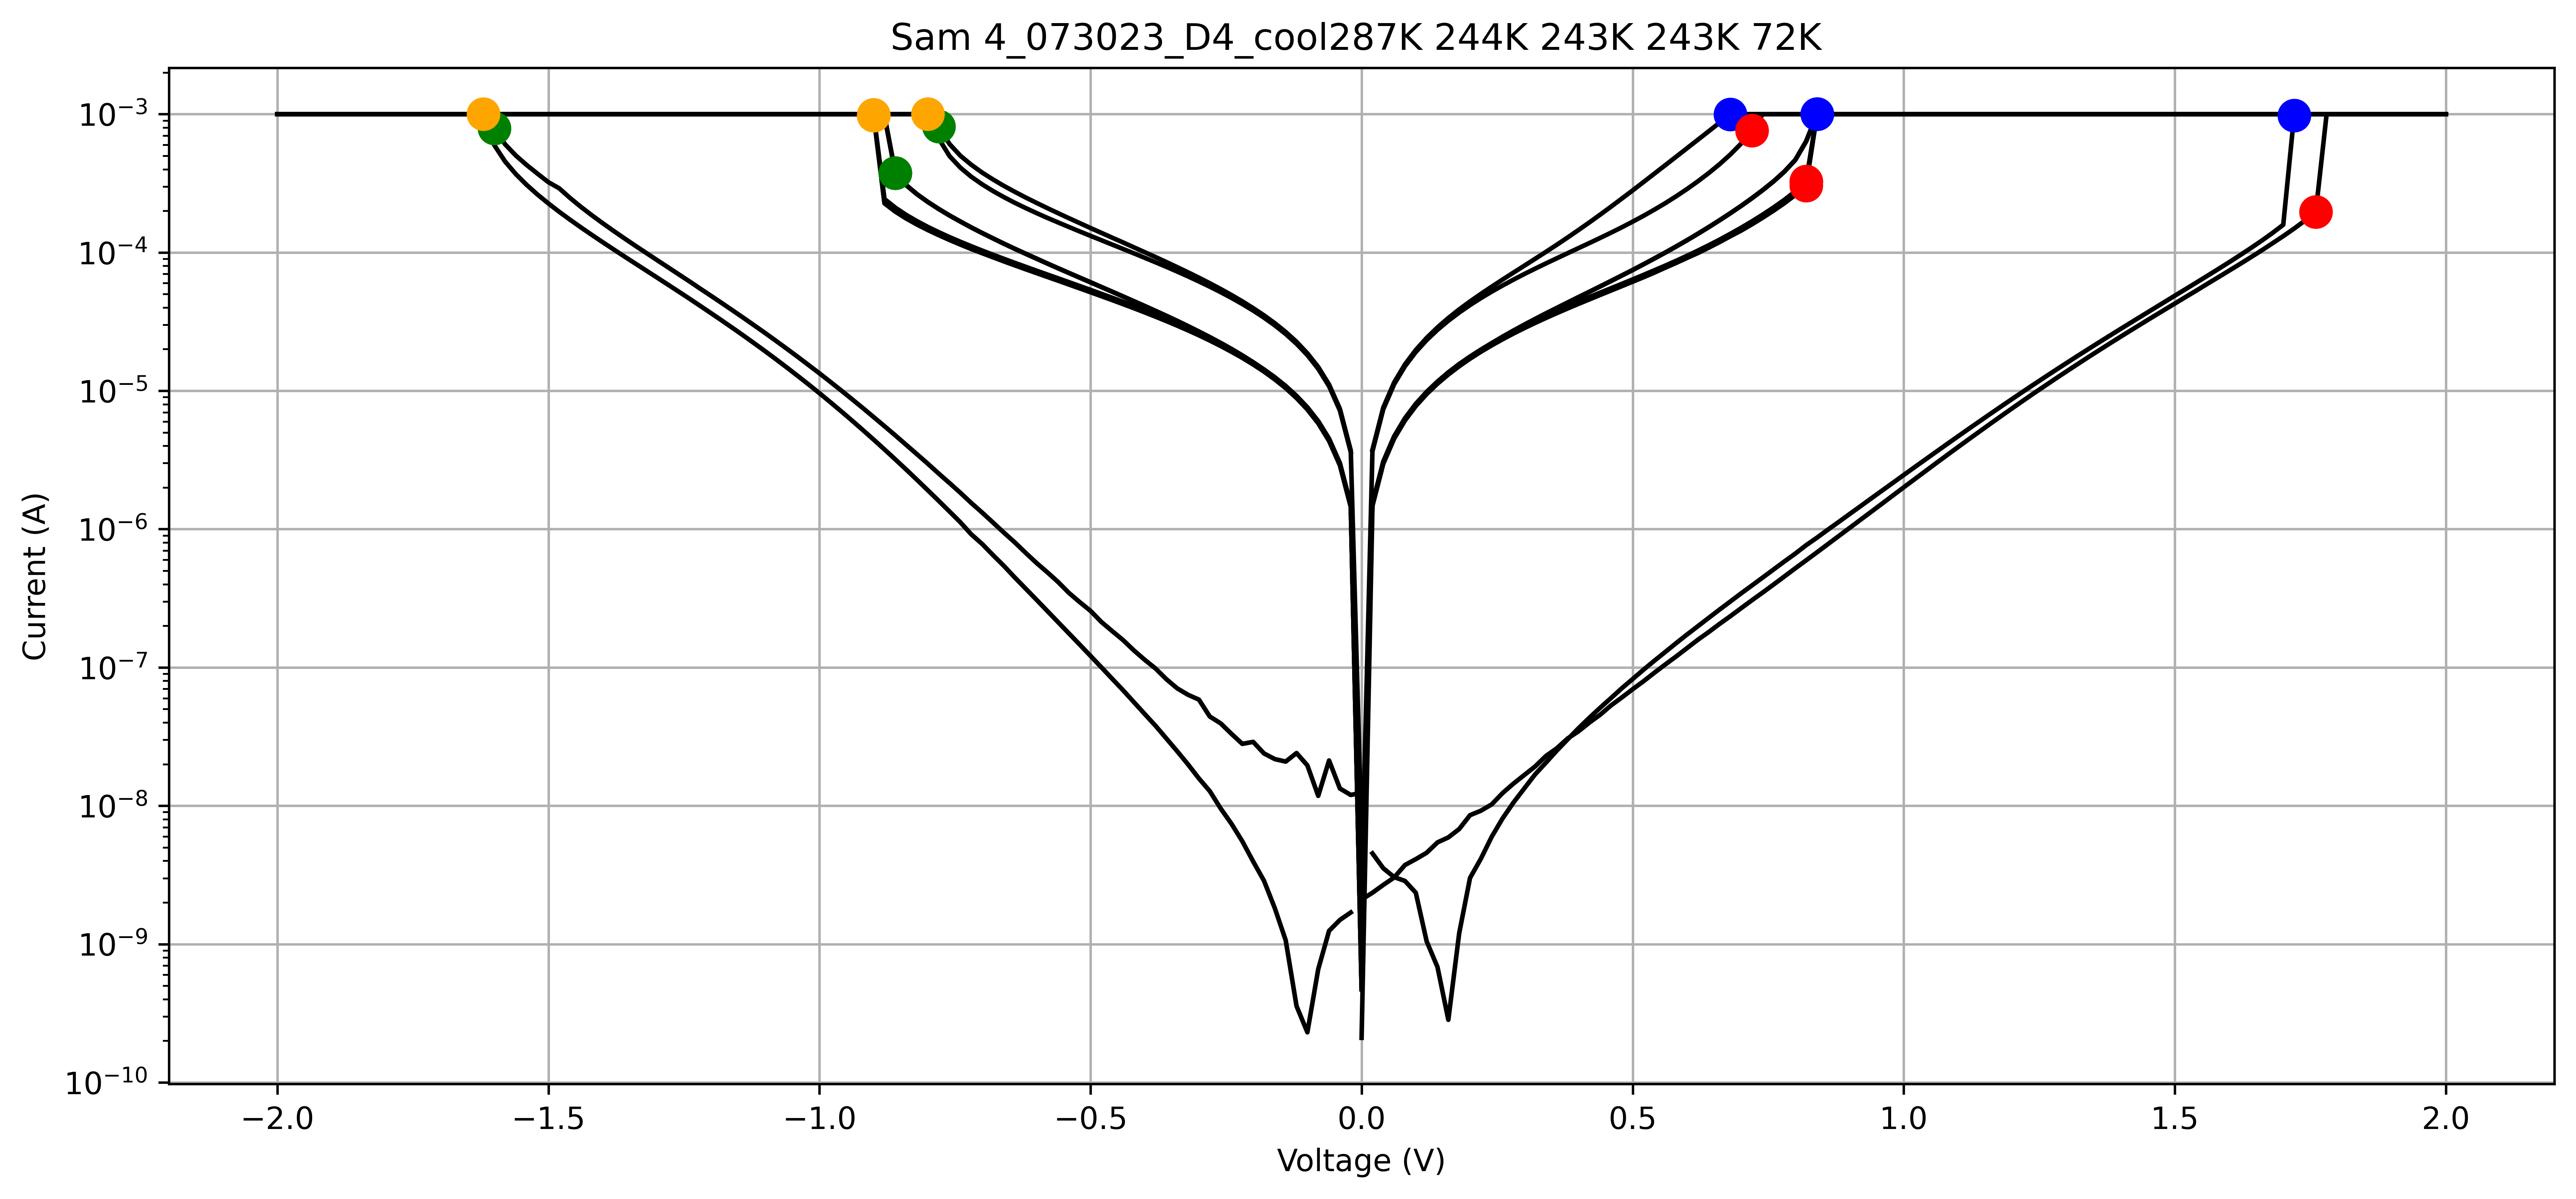 Sam 4_073023_D4_cool287K 244K 243K 243K 72K
Current (A)
10⁻³
10⁻⁴
10⁻⁵
10⁻⁶
10⁻⁷
10⁻⁸
10⁻⁹
10⁻¹⁰
−2.0 −1.5 −1.0 −0.5 0.0 0.5 1.0 1.5 2.0
Voltage (V)